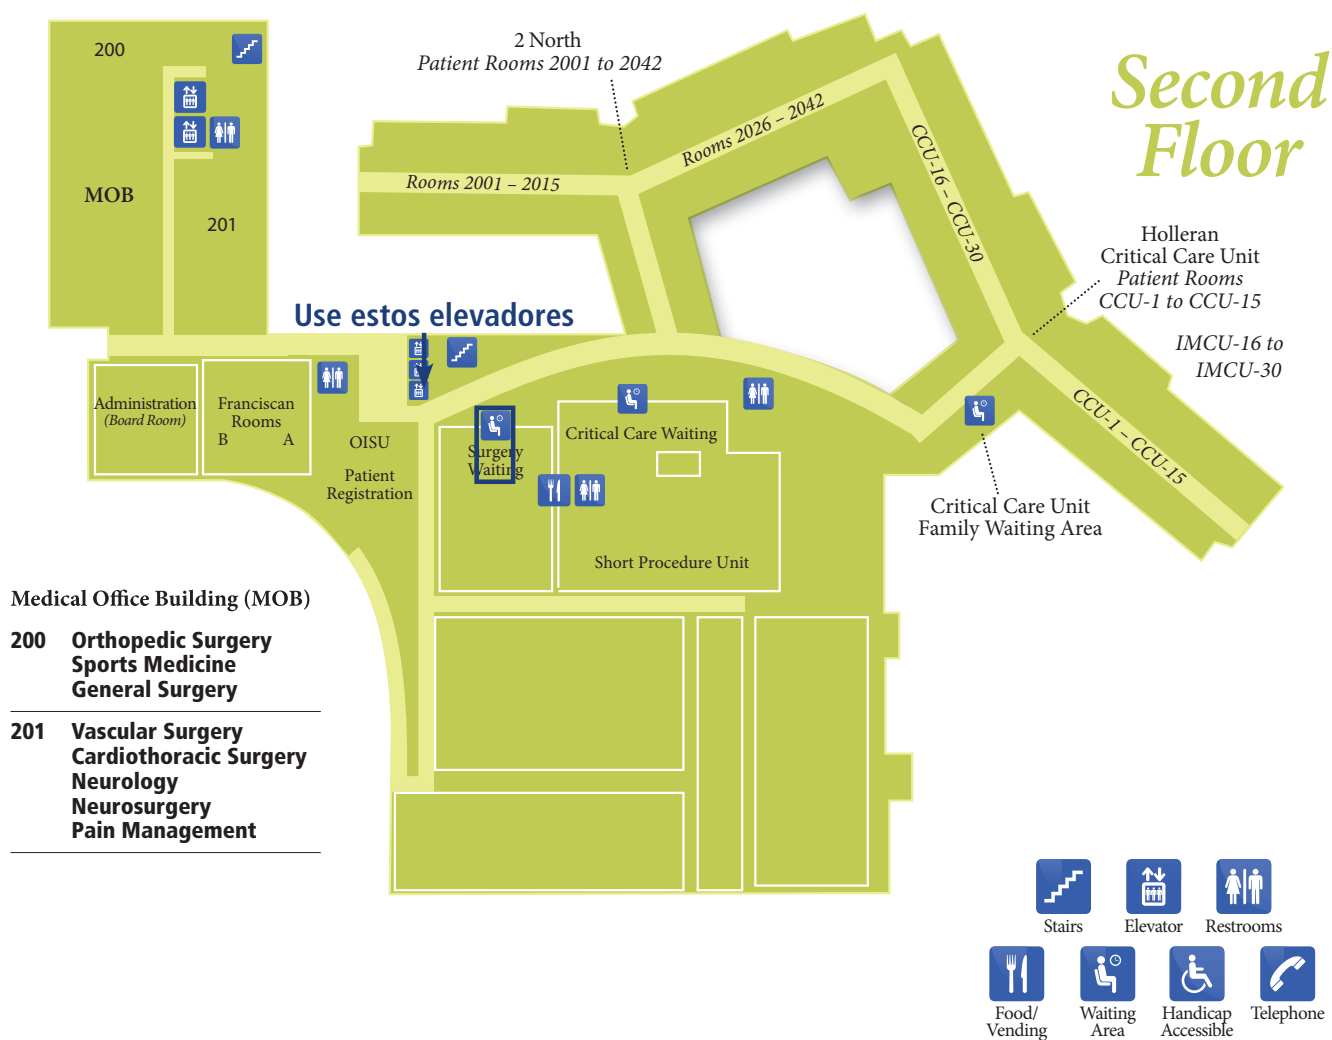 Second
Floor
200
MOB
201
2 North
Patient Rooms 2001 to 2042
Rooms 2001 – 2015
Rooms 2026 – 2042
CCU-16 – CCU-30
Holleran
Critical Care Unit
Patient Rooms
CCU-1 to CCU-15
IMCU-16 to
IMCU-30
CCU-1 – CCU-15
Use estos elevadores
Administration
(Board Room)
Franciscan
Rooms
B A
OISU
Patient
Registration
Surgery
Waiting
Critical Care Waiting
Short Procedure Unit
Critical Care Unit
Family Waiting Area
Medical Office Building (MOB)
200 Orthopedic Surgery
Sports Medicine
General Surgery
201 Vascular Surgery
Cardiothoracic Surgery
Neurology
Neurosurgery
Pain Management
Stairs
Elevator
Restrooms
Food/
Vending
Waiting
Area
Handicap
Accessible
Telephone